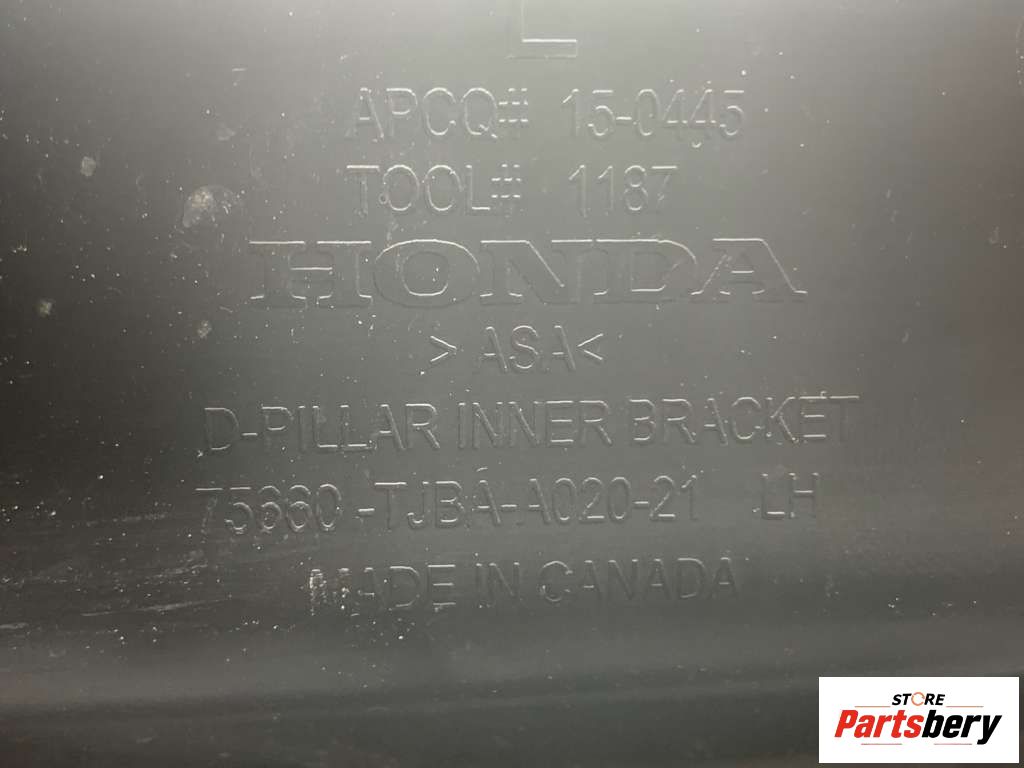 L
APCQ# 15-0445
TOOL# 1187
HONDA
> ASA<
D-PILLAR INNER BRACKET
75660 -TJBA-A020-21 LH
MADE IN CANADA
STORE
Partsbery